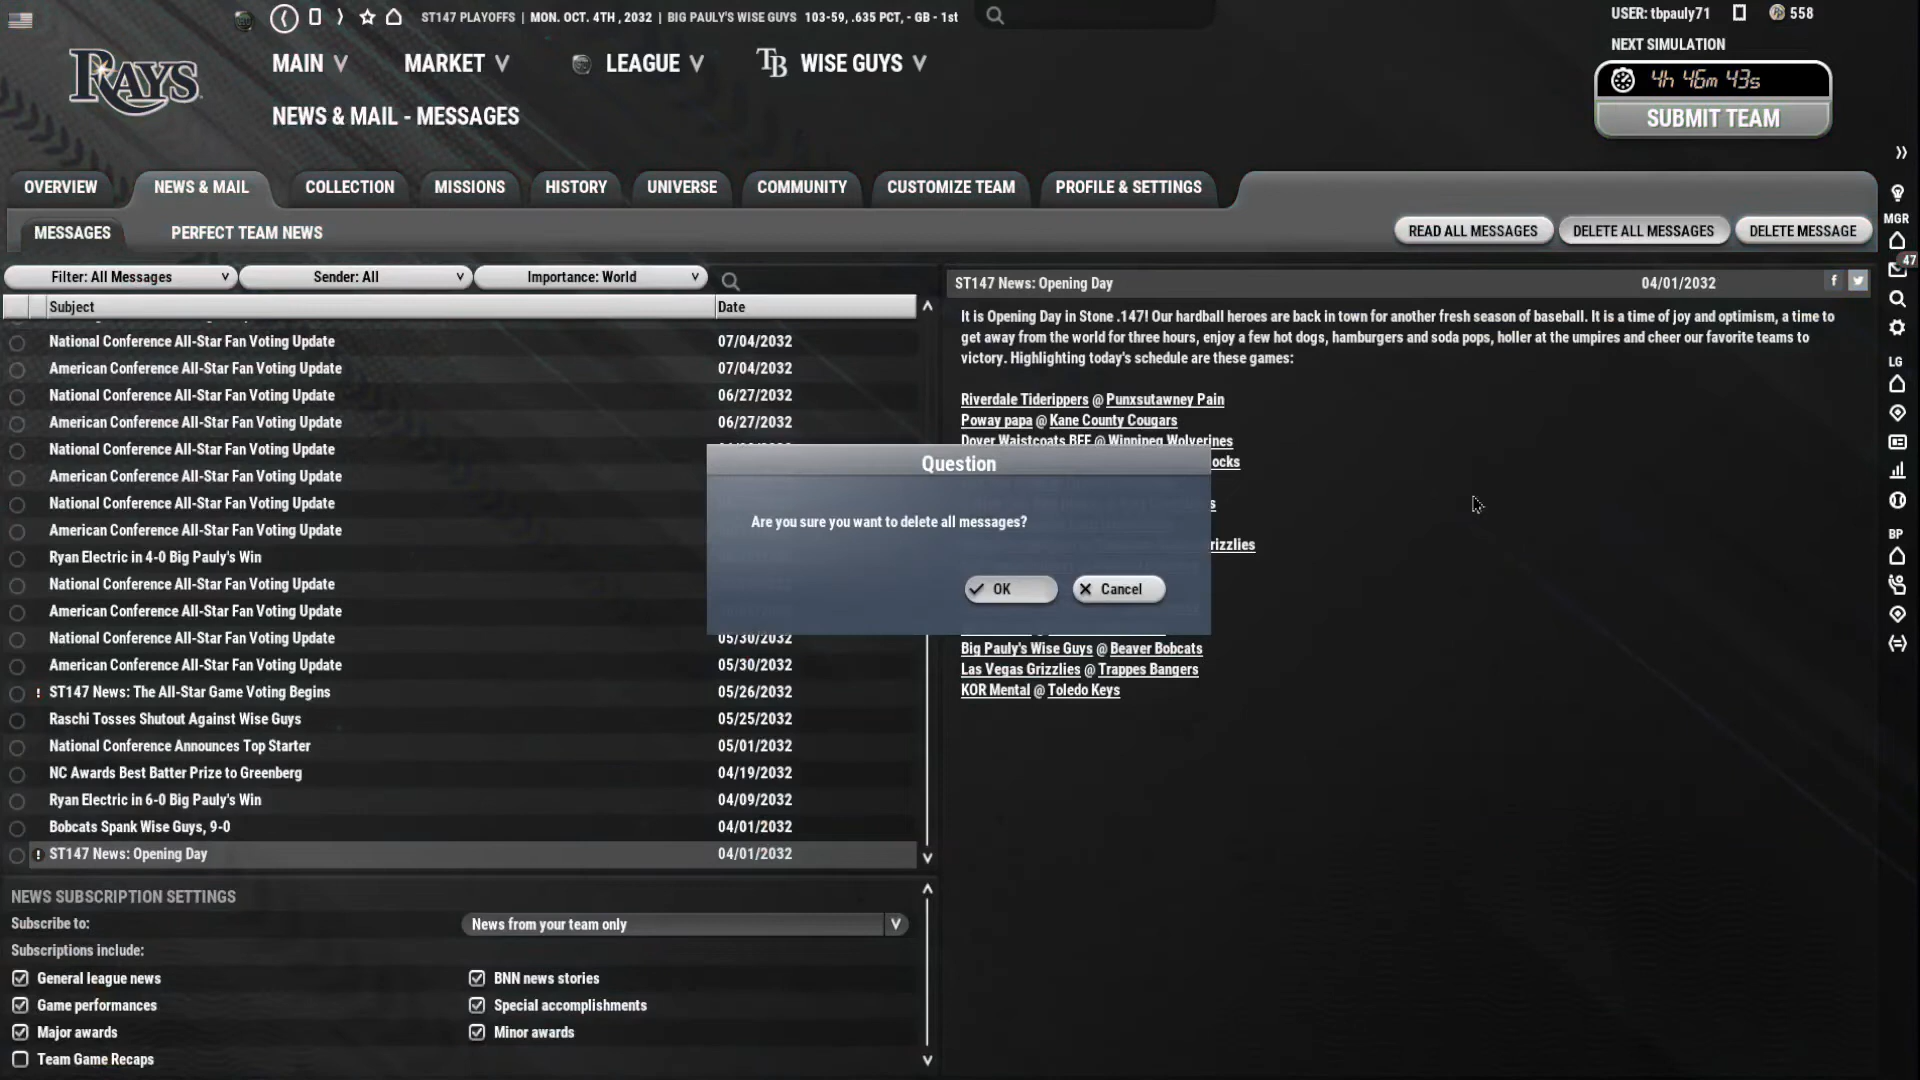 ST147 PLAYOFFS | MON. OCT. 4TH , 2032 | BIG PAULY'S WISE GUYS 103-59, .635 PCT, - GB - 1st
USER: tbpauly71
558
NEXT SIMULATION
4h 46m 43s
SUBMIT TEAM
RAYS
MAIN
MARKET
LEAGUE
TB WISE GUYS
NEWS & MAIL - MESSAGES
OVERVIEW
NEWS & MAIL
COLLECTION
MISSIONS
HISTORY
UNIVERSE
COMMUNITY
CUSTOMIZE TEAM
PROFILE & SETTINGS
MESSAGES
PERFECT TEAM NEWS
READ ALL MESSAGES
DELETE ALL MESSAGES
DELETE MESSAGE
Filter: All Messages
Sender: All
Importance: World
Subject Date
National Conference All-Star Fan Voting Update 07/04/2032
American Conference All-Star Fan Voting Update 07/04/2032
National Conference All-Star Fan Voting Update 06/27/2032
American Conference All-Star Fan Voting Update 06/27/2032
National Conference All-Star Fan Voting Update
American Conference All-Star Fan Voting Update
National Conference All-Star Fan Voting Update
American Conference All-Star Fan Voting Update
Ryan Electric in 4-0 Big Pauly's Win
National Conference All-Star Fan Voting Update
American Conference All-Star Fan Voting Update
National Conference All-Star Fan Voting Update 05/30/2032
American Conference All-Star Fan Voting Update 05/30/2032
! ST147 News: The All-Star Game Voting Begins 05/26/2032
Raschi Tosses Shutout Against Wise Guys 05/25/2032
National Conference Announces Top Starter 05/01/2032
NC Awards Best Batter Prize to Greenberg 04/19/2032
Ryan Electric in 6-0 Big Pauly's Win 04/09/2032
Bobcats Spank Wise Guys, 9-0 04/01/2032
! ST147 News: Opening Day 04/01/2032
ST147 News: Opening Day 04/01/2032
It is Opening Day in Stone .147! Our hardball heroes are back in town for another fresh season of baseball. It is a time of joy and optimism, a time to
get away from the world for three hours, enjoy a few hot dogs, hamburgers and soda pops, holler at the umpires and cheer our favorite teams to
victory. Highlighting today's schedule are these games:
Riverdale Tiderippers @ Punxsutawney Pain
Poway papa @ Kane County Cougars
Dover Waistcoats BFF @ Winnipeg Wolverines
ocks
s
rizzlies
Big Pauly's Wise Guys @ Beaver Bobcats
Las Vegas Grizzlies @ Trappes Bangers
KOR Mental @ Toledo Keys
Question
Are you sure you want to delete all messages?
OK
Cancel
NEWS SUBSCRIPTION SETTINGS
Subscribe to: News from your team only
Subscriptions include:
General league news
BNN news stories
Game performances
Special accomplishments
Major awards
Minor awards
Team Game Recaps
MGR
47
LG
BP